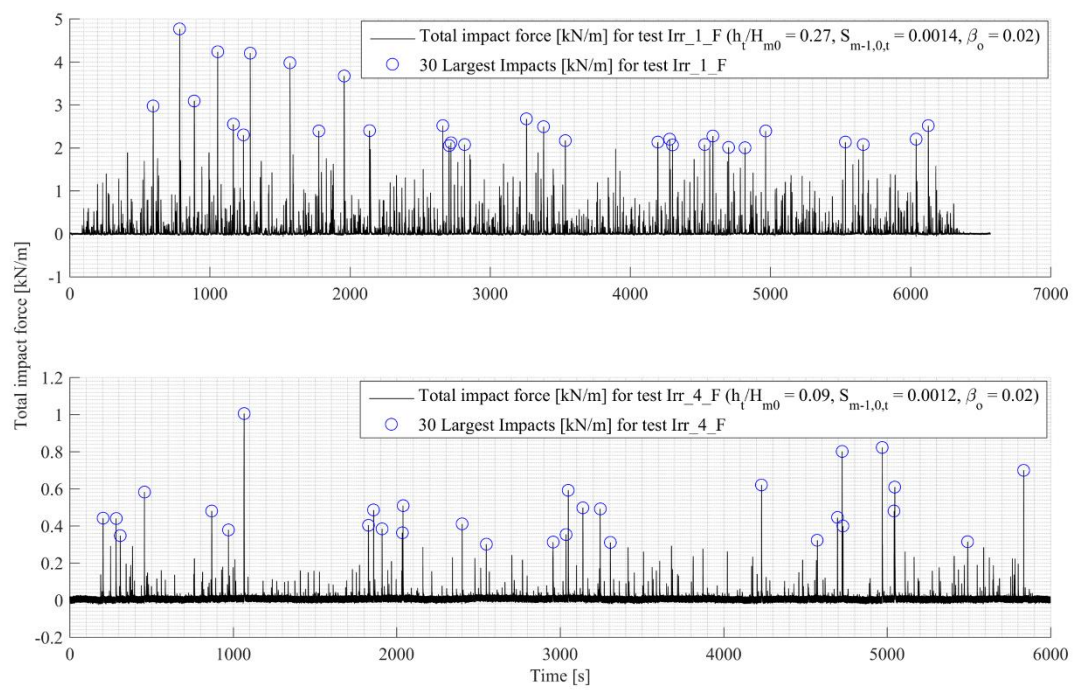 Total impact force [kN/m]
5
4
3
2
1
0
-1
Total impact force [kN/m] for test Irr_1_F (hₜ/Hₘ₀ = 0.27, Sₘ₋₁,₀,ₜ = 0.0014, βₒ = 0.02)
30 Largest Impacts [kN/m] for test Irr_1_F
0 1000 2000 3000 4000 5000 6000 7000
1.2
1
0.8
0.6
0.4
0.2
0
-0.2
Total impact force [kN/m] for test Irr_4_F (hₜ/Hₘ₀ = 0.09, Sₘ₋₁,₀,ₜ = 0.0012, βₒ = 0.02)
30 Largest Impacts [kN/m] for test Irr_4_F
0 1000 2000 3000 4000 5000 6000
Time [s]